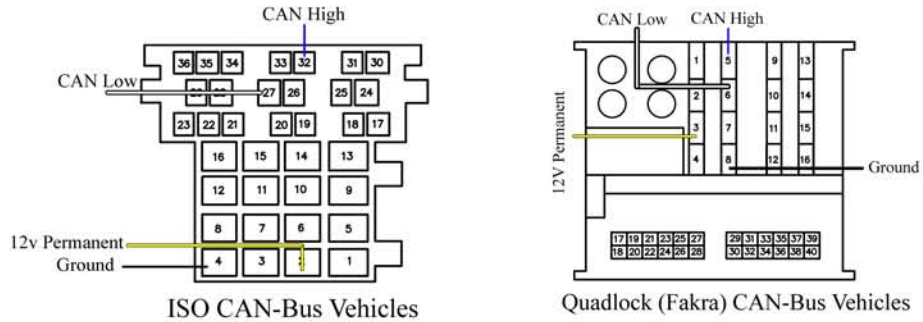 CAN High
36 35 34 33 32 31 30
CAN Low
27 26 25 24
23 22 21 20 19 18 17
16 15 14 13
12 11 10 9
8 7 6 5
12v Permanent
Ground
4 3 1
ISO CAN-Bus Vehicles
CAN Low
CAN High
1 5 9 13
2 6 10 14
3 7 11 15
12V Permanent
4 8 12 16
Ground
17 19 21 23 25 27 29 31 33 35 37 39
18 20 22 24 26 28 30 32 34 36 38 40
Quadlock (Fakra) CAN-Bus Vehicles